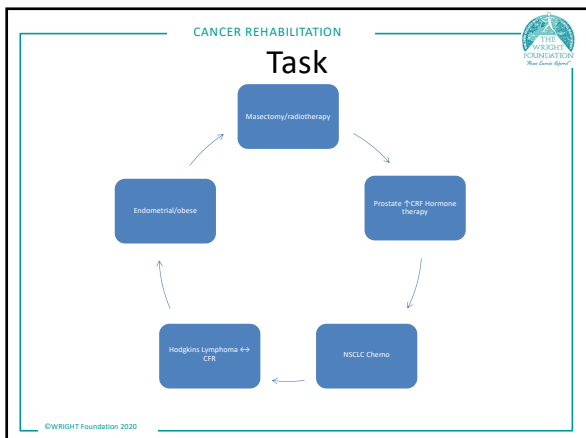 CANCER REHABILITATION
THE
WRIGHT
FOUNDATION
Task
Masectomy/radiotherapy
Prostate ↑CRF Hormone
therapy
NSCLC Chemo
Hodgkins Lymphoma ↔
CFR
Endometrial/obese
©WRIGHT Foundation 2020